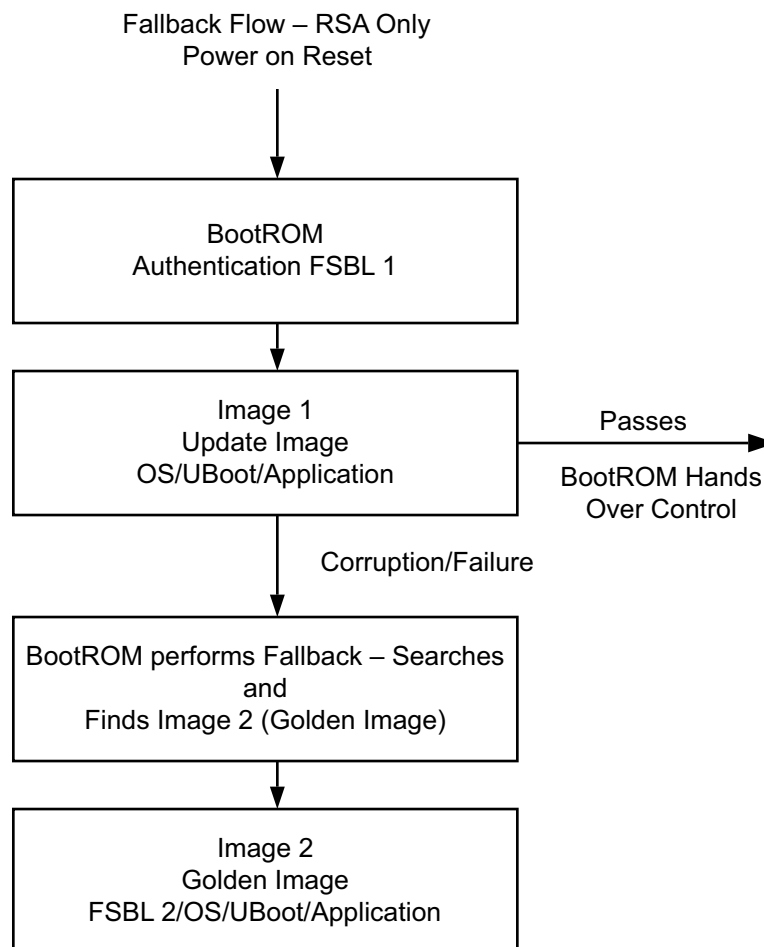 Fallback Flow – RSA Only
Power on Reset
BootROM
Authentication FSBL 1
Image 1
Update Image
OS/UBoot/Application
Passes
BootROM Hands
Over Control
Corruption/Failure
BootROM performs Fallback – Searches
and
Finds Image 2 (Golden Image)
Image 2
Golden Image
FSBL 2/OS/UBoot/Application